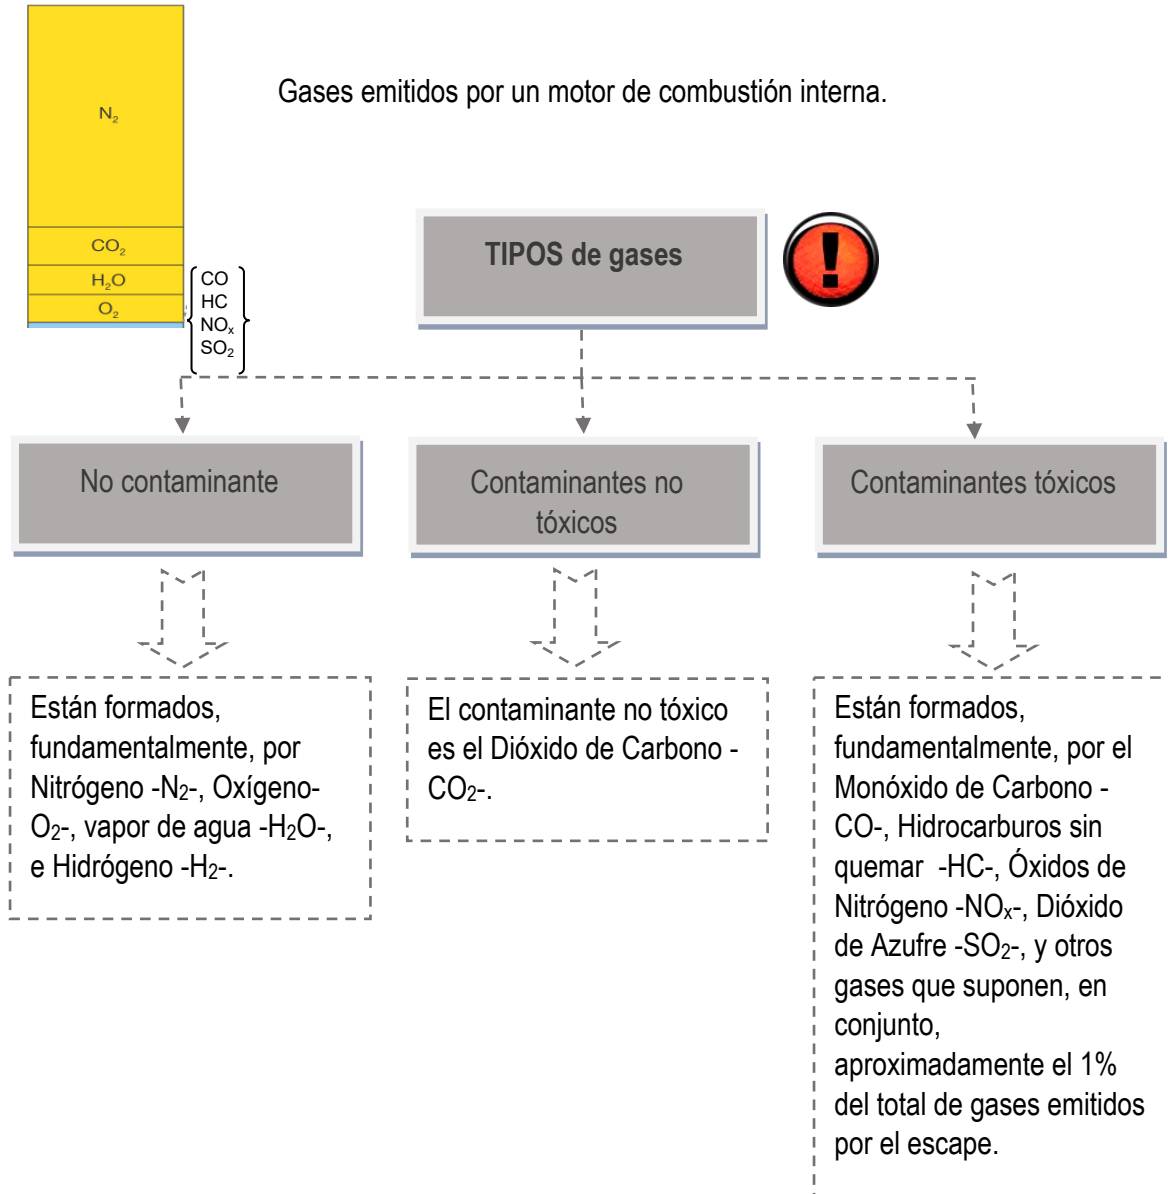 Gases emitidos por un motor de combustión interna.
N₂
CO₂
H₂O
O₂
CO
HC
NOₓ
SO₂
TIPOS de gases
No contaminante
Contaminantes no
tóxicos
Contaminantes tóxicos
Están formados,
fundamentalmente, por
Nitrógeno -N₂-, Oxígeno-
O₂-, vapor de agua -H₂O-,
e Hidrógeno -H₂-.
El contaminante no tóxico
es el Dióxido de Carbono -
CO₂-.
Están formados,
fundamentalmente, por el
Monóxido de Carbono -
CO-, Hidrocarburos sin
quemar -HC-, Óxidos de
Nitrógeno -NOₓ-, Dióxido
de Azufre -SO₂-, y otros
gases que suponen, en
conjunto,
aproximadamente el 1%
del total de gases emitidos
por el escape.